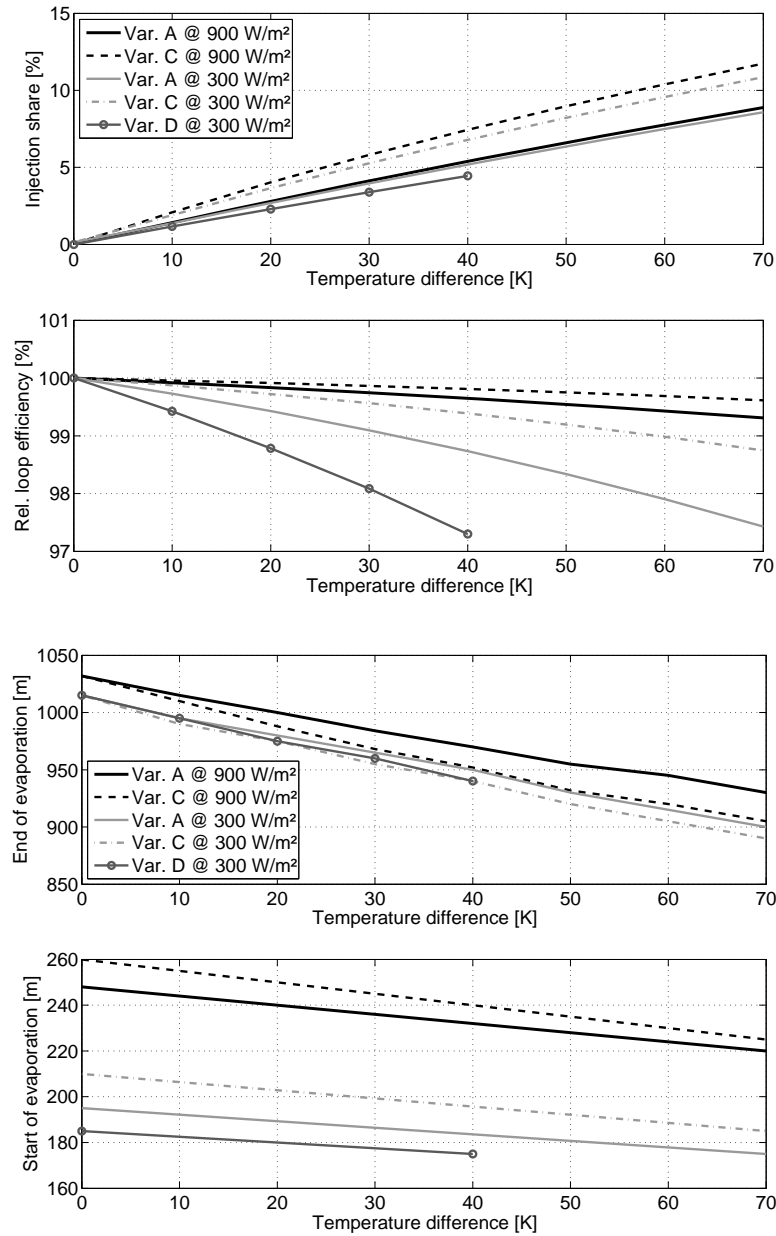 15
10
5
0
Injection share [%]
Var. A @ 900 W/m²
Var. C @ 900 W/m²
Var. A @ 300 W/m²
Var. C @ 300 W/m²
Var. D @ 300 W/m²
0 10 20 30 40 50 60 70
Temperature difference [K]
101
100
99
98
97
Rel. loop efficiency [%]
0 10 20 30 40 50 60 70
Temperature difference [K]
1050
1000
950
900
850
End of evaporation [m]
Var. A @ 900 W/m²
Var. C @ 900 W/m²
Var. A @ 300 W/m²
Var. C @ 300 W/m²
Var. D @ 300 W/m²
0 10 20 30 40 50 60 70
Temperature difference [K]
260
240
220
200
180
160
Start of evaporation [m]
0 10 20 30 40 50 60 70
Temperature difference [K]